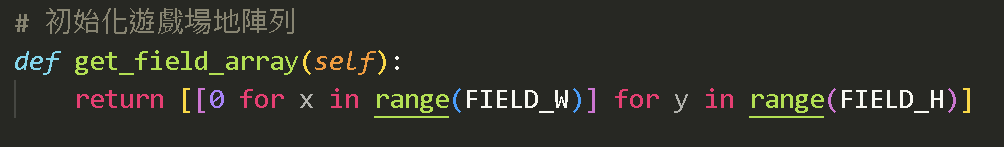 # 初始化遊戲場地陣列
def get_field_array(self):
    return [[0 for x in range(FIELD_W)] for y in range(FIELD_H)]